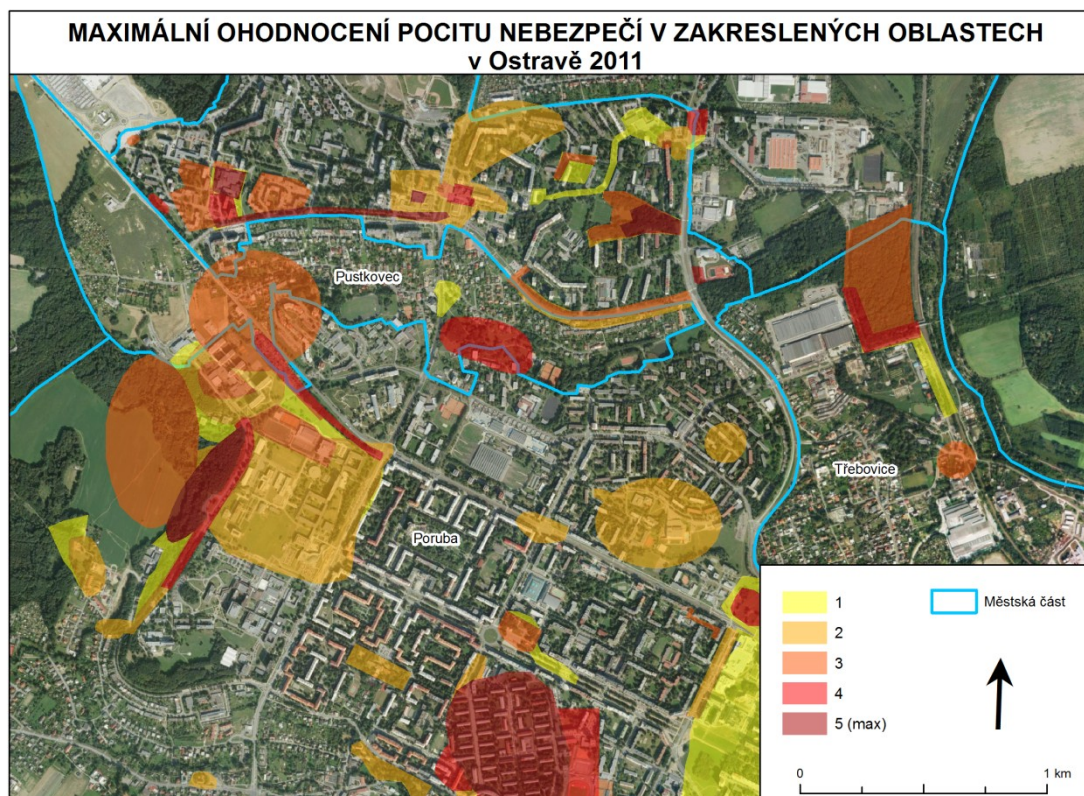 MAXIMÁLNÍ OHODNOCENÍ POCITU NEBEZPEČÍ V ZAKRESLENÝCH OBLASTECH
v Ostravě 2011
Pustkovec
Třebovice
Poruba
1
2
3
4
5 (max)
Městská část
0
1 km